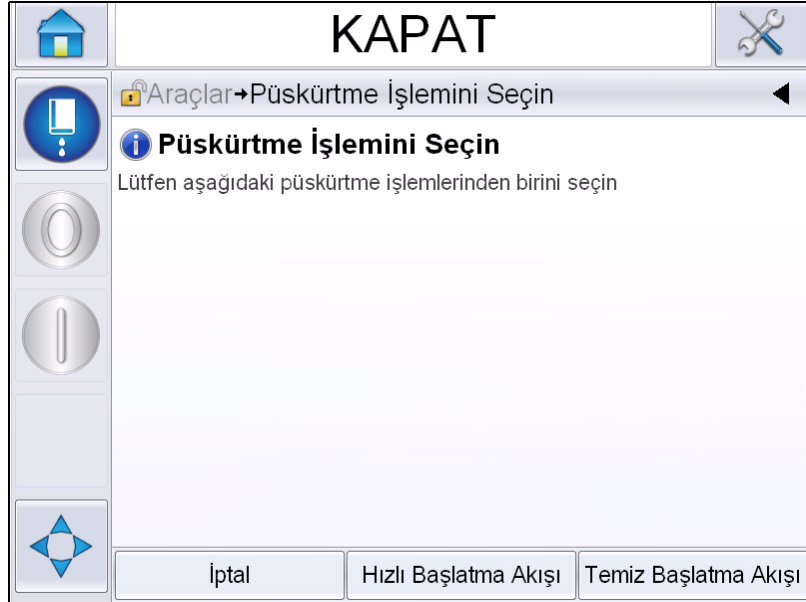 KAPAT
Araçlar→Püskürtme İşlemini Seçin
Püskürtme İşlemini Seçin
Lütfen aşağıdaki püskürtme işlemlerinden birini seçin
İptal
Hızlı Başlatma Akışı
Temiz Başlatma Akışı